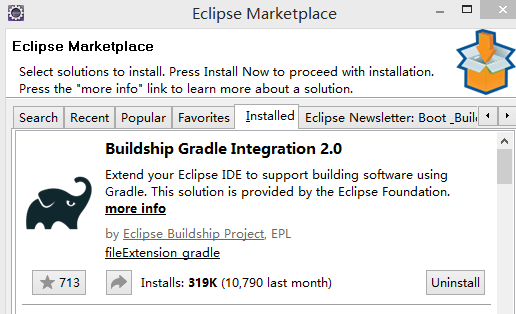 Eclipse Marketplace
Eclipse Marketplace
Select solutions to install. Press Install Now to proceed with installation.
Press the "more info" link to learn more about a solution.
Search Recent Popular Favorites Installed Eclipse Newsletter: Boot _Build
Buildship Gradle Integration 2.0
Extend your Eclipse IDE to support building software using
Gradle. This solution is provided by the Eclipse Foundation.
more info
by Eclipse Buildship Project, EPL
fileExtension_gradle
713 Installs: 319K (10,790 last month) Uninstall